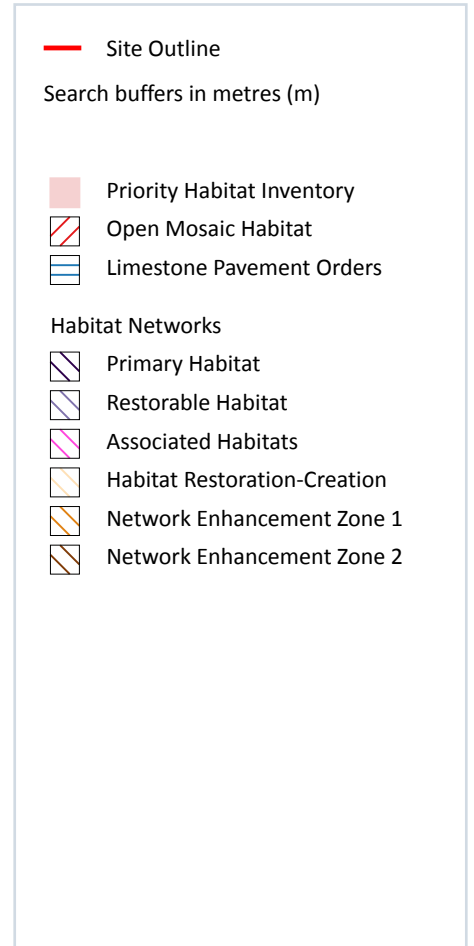 Site Outline
Search buffers in metres (m)
Priority Habitat Inventory
Open Mosaic Habitat
Limestone Pavement Orders
Habitat Networks
Primary Habitat
Restorable Habitat
Associated Habitats
Habitat Restoration-Creation
Network Enhancement Zone 1
Network Enhancement Zone 2